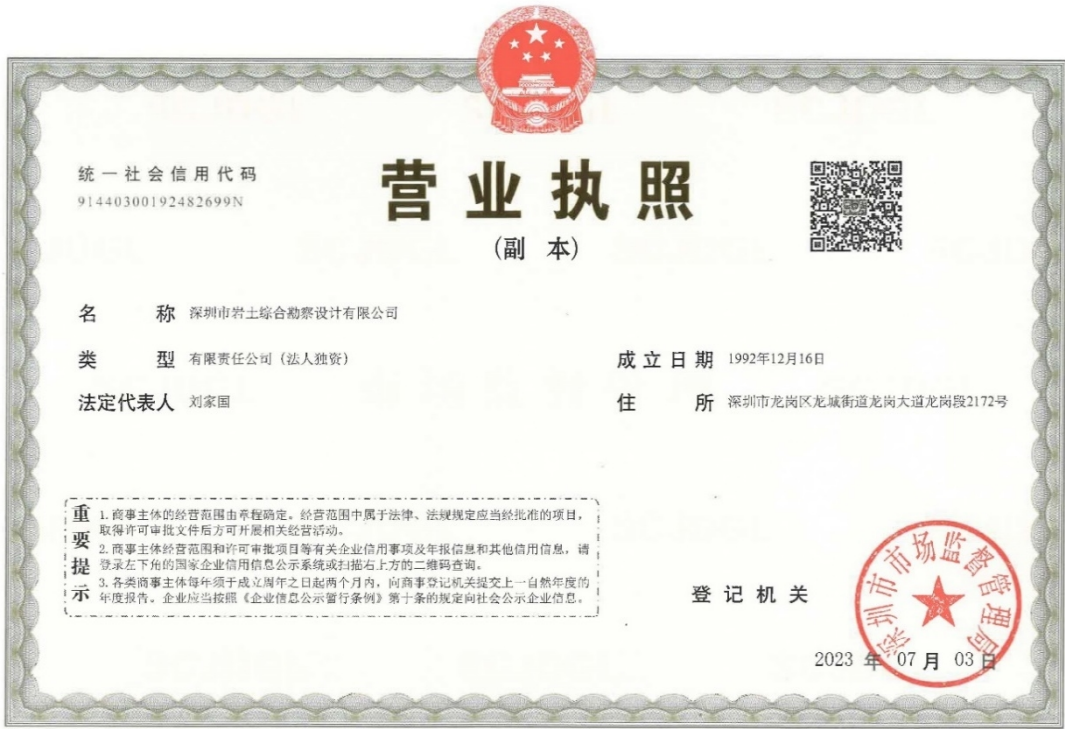 统一社会信用代码
91440300192482699N
营业执照
(副 本)
名 称 深圳市岩土综合勘察设计有限公司
类 型 有限责任公司（法人独资）
成立日期 1992年12月16日
法定代表人 刘家国
住 所 深圳市龙岗区龙城街道龙岗大道龙岗段2172号
重要提示
1. 商事主体的经营范围由章程确定。经营范围中属于法律、法规规定应当经批准的项目，
取得许可审批文件后方可开展相关经营活动。
2. 商事主体经营范围和许可审批项目等有关企业信用事项及年报信息和其他信用信息，请
登录左下角的国家企业信用信息公示系统或扫描右上方的二维码查询。
3. 各类商事主体每年须于成立周年之日起两个月内，向商事登记机关提交上一自然年度的
年度报告。企业应当按照《企业信息公示暂行条例》第十条的规定向社会公示企业信息。
登记机关
深圳市市场监督管理局
2023 年 07 月 03 日